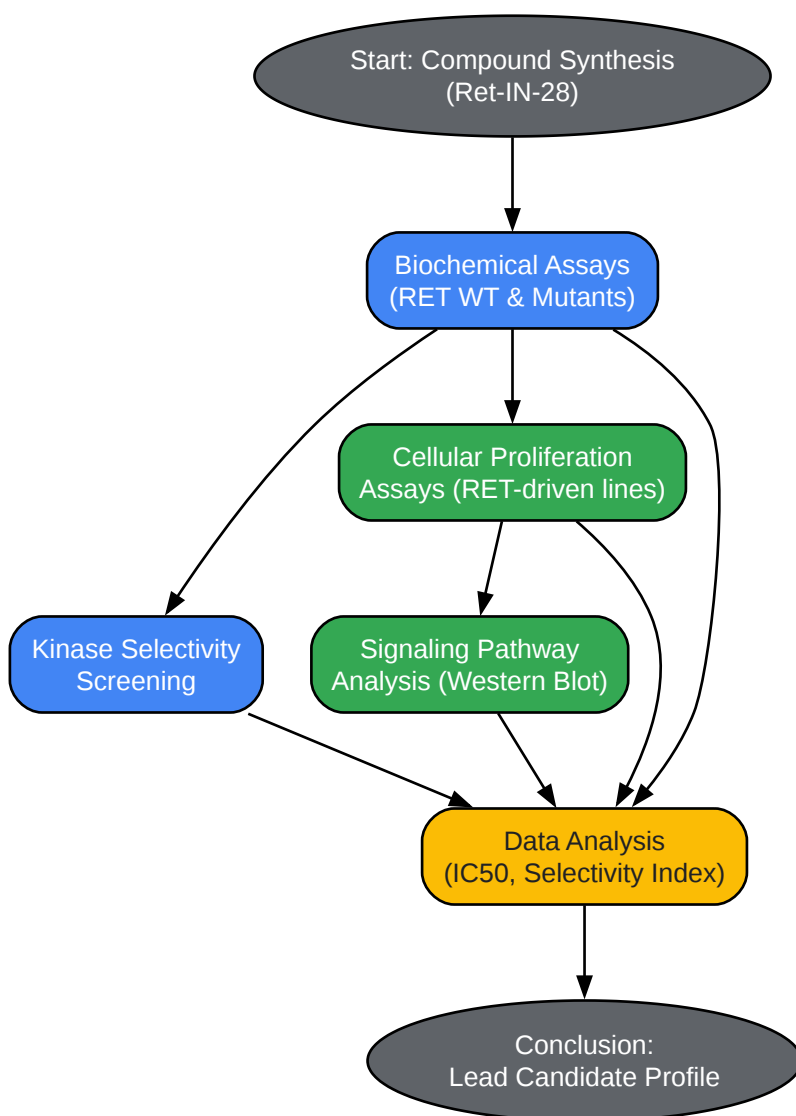 Start: Compound Synthesis
(Ret-IN-28)
Biochemical Assays
(RET WT & Mutants)
Cellular Proliferation
Assays (RET-driven lines)
Kinase Selectivity
Screening
Signaling Pathway
Analysis (Western Blot)
Data Analysis
(IC50, Selectivity Index)
Conclusion:
Lead Candidate Profile